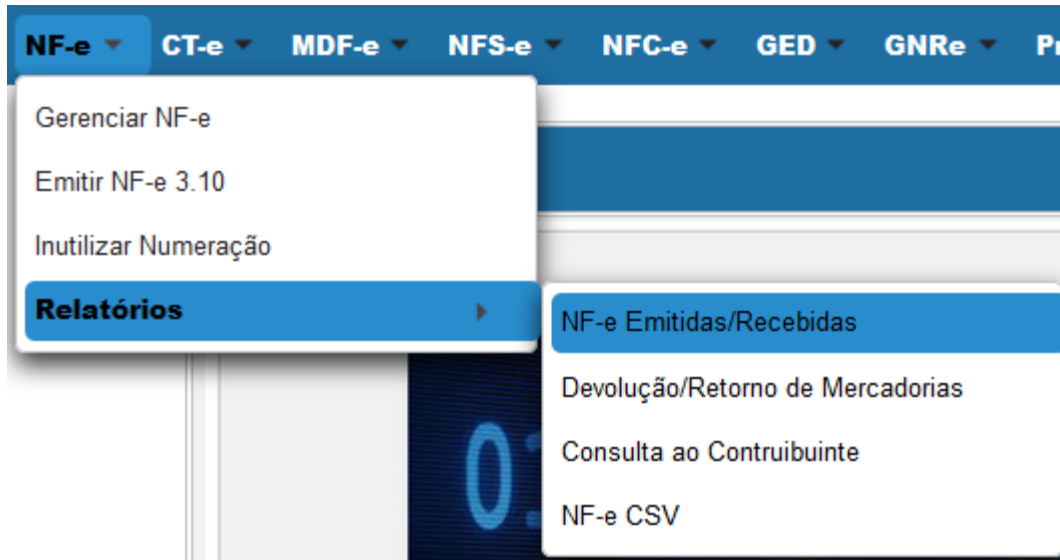 NF-e CT-e MDF-e NFS-e NFC-e GED GNRe
Gerenciar NF-e
Emitir NF-e 3.10
Inutilizar Numeração
Relatórios
NF-e Emitidas/Recebidas
Devolução/Retorno de Mercadorias
Consulta ao Contruibuinte
NF-e CSV